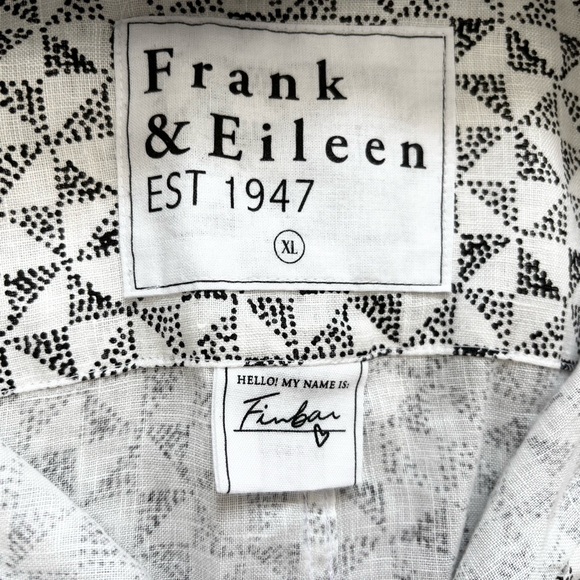 Frank
& Eileen
EST 1947
XL
HELLO! MY NAME IS:
Finbar